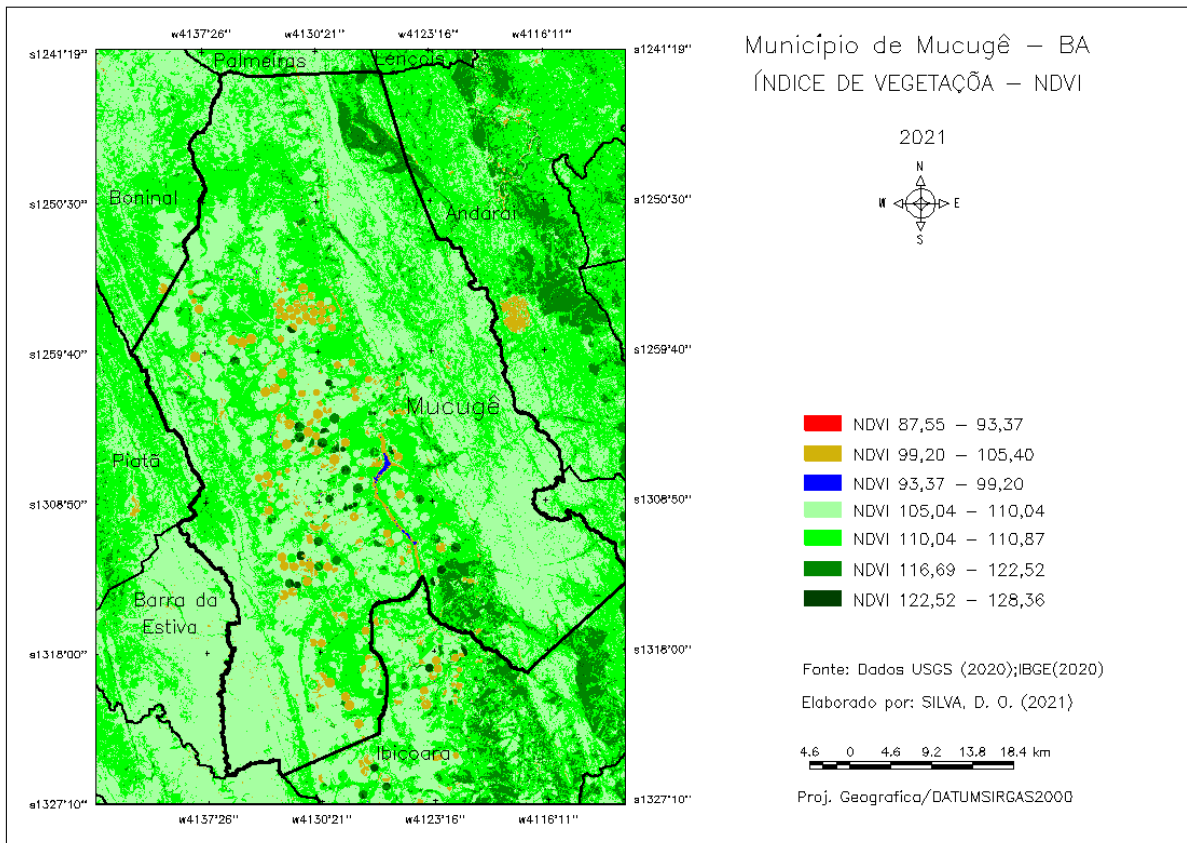 Município de Mucugê – BA
ÍNDICE DE VEGETAÇÕA – NDVI
2021
N
W
E
S
w4137'26''
w4130'21''
w4123'16''
w4116'11''
s1241'19''
s1241'19''
Palmeiras
Lençois
Boninal
s1250'30''
s1250'30''
Andaraí
s1259'40''
s1259'40''
Mucugê
Piatã
s1308'50''
s1308'50''
Barra da
Estiva
s1318'00''
s1318'00''
Ibicoara
s1327'10''
s1327'10''
w4137'26''
w4130'21''
w4123'16''
w4116'11''
NDVI 87,55 – 93,37
NDVI 99,20 – 105,40
NDVI 93,37 – 99,20
NDVI 105,04 – 110,04
NDVI 110,04 – 110,87
NDVI 116,69 – 122,52
NDVI 122,52 – 128,36
Fonte: Dados USGS (2020);IBGE(2020)
Elaborado por: SILVA, D. O. (2021)
4.6 0 4.6 9.2 13.8 18.4 km
Proj. Geografica/DATUMSIRGAS2000